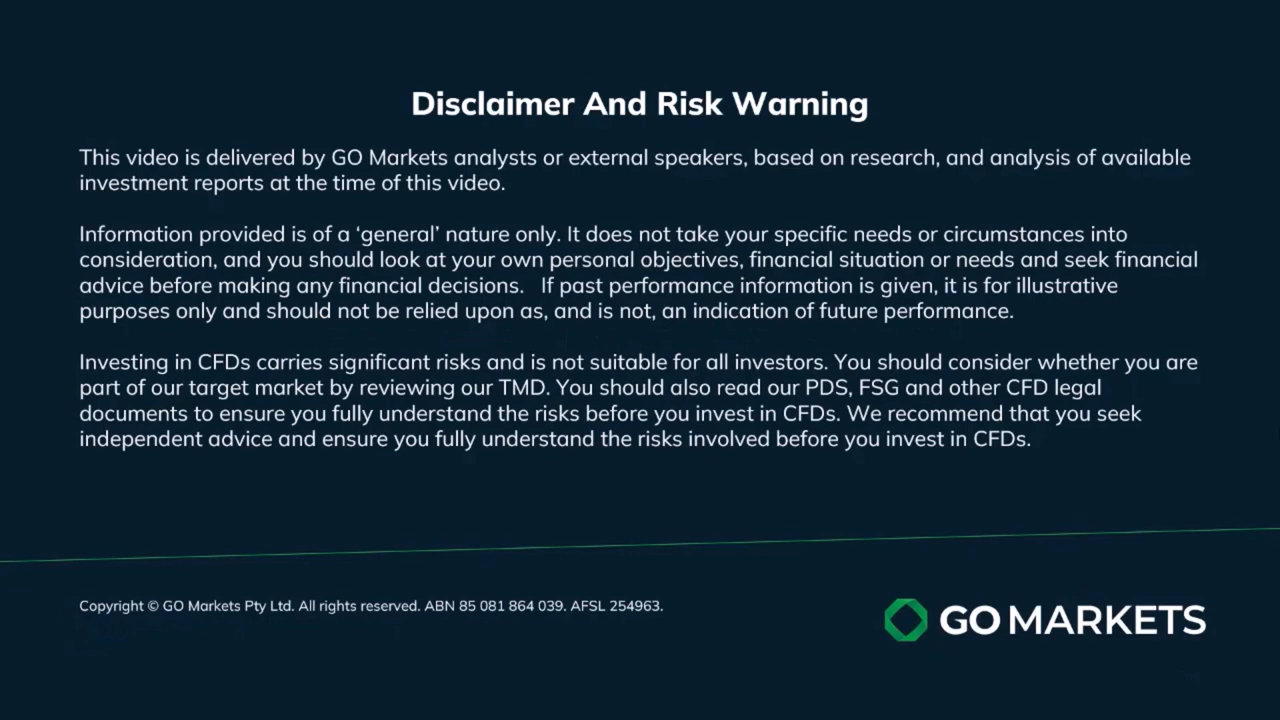 Disclaimer And Risk Warning
This video is delivered by GO Markets analysts or external speakers, based on research, and analysis of available
investment reports at the time of this video.
Information provided is of a ‘general’ nature only. It does not take your specific needs or circumstances into
consideration, and you should look at your own personal objectives, financial situation or needs and seek financial
advice before making any financial decisions.   If past performance information is given, it is for illustrative
purposes only and should not be relied upon as, and is not, an indication of future performance.
Investing in CFDs carries significant risks and is not suitable for all investors. You should consider whether you are
part of our target market by reviewing our TMD. You should also read our PDS, FSG and other CFD legal
documents to ensure you fully understand the risks before you invest in CFDs. We recommend that you seek
independent advice and ensure you fully understand the risks involved before you invest in CFDs.
Copyright © GO Markets Pty Ltd. All rights reserved. ABN 85 081 864 039. AFSL 254963.
GO MARKETS